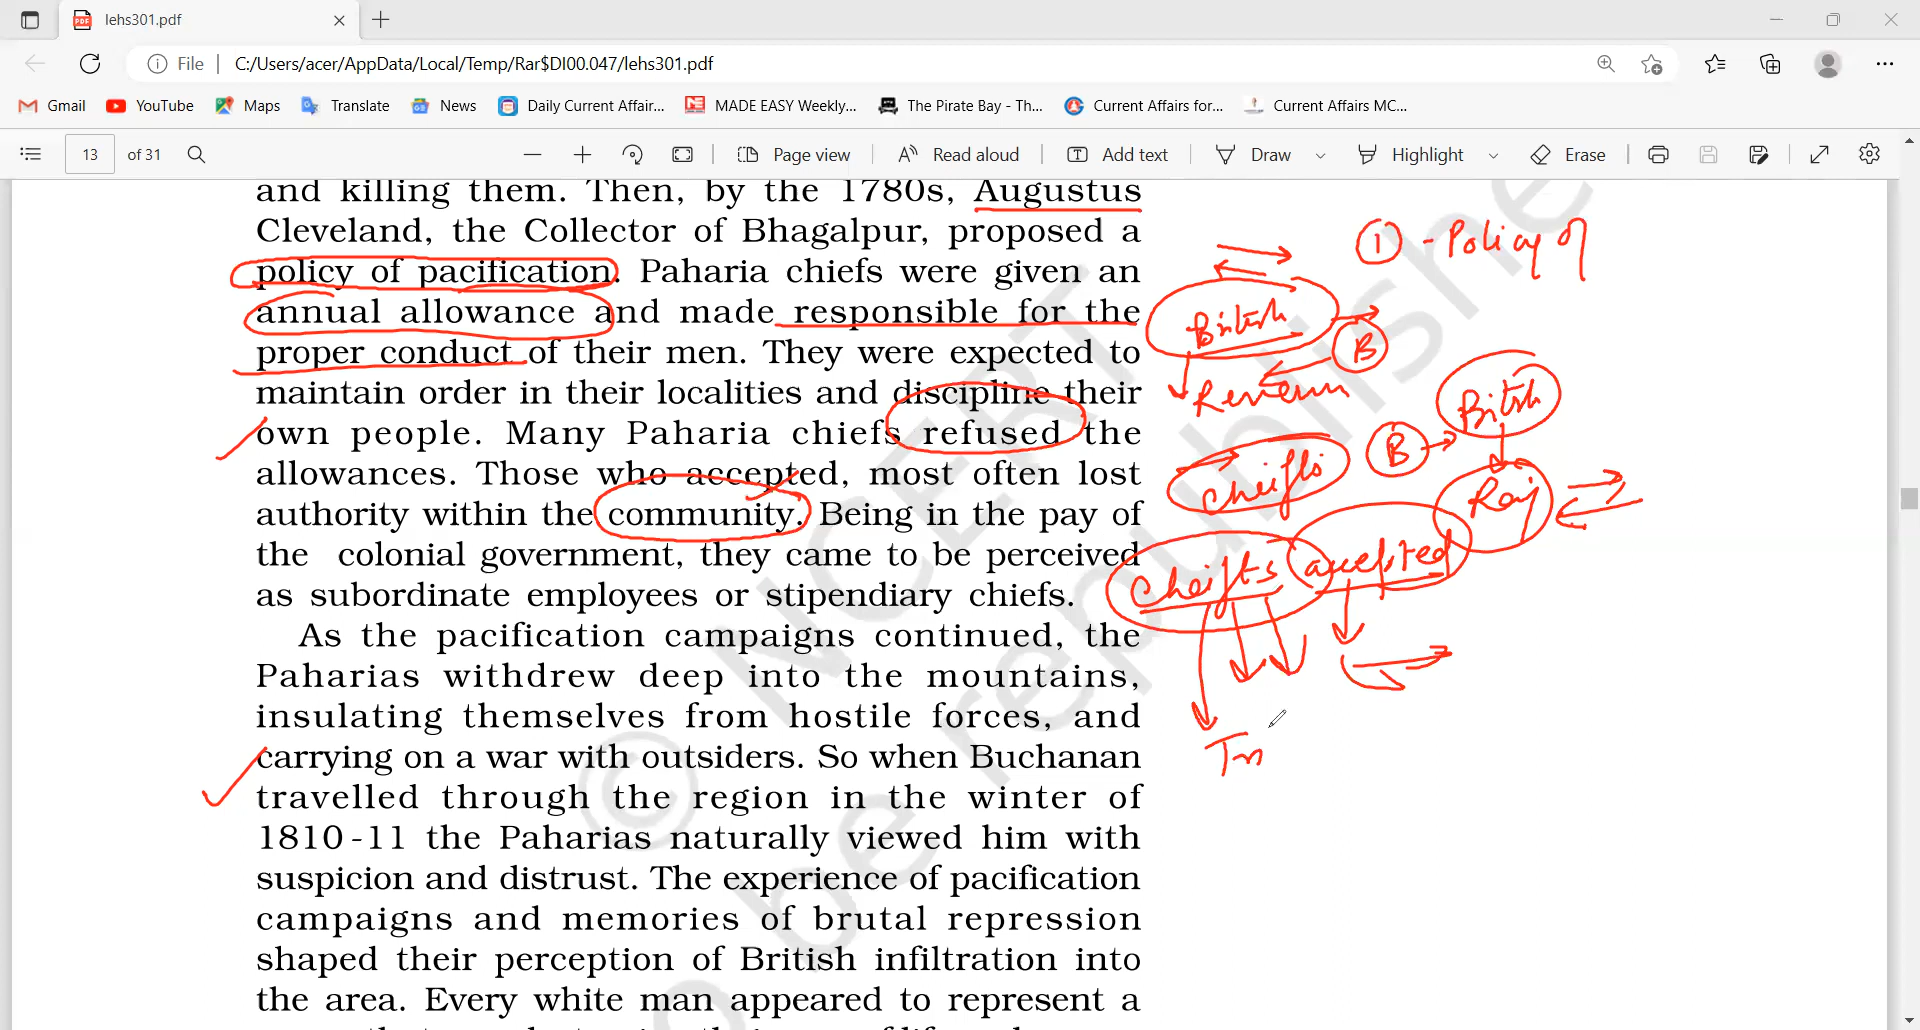 lehs301.pdf
File C:/Users/acer/AppData/Local/Temp/Rar$DI00.047/lehs301.pdf
Gmail YouTube Maps Translate News Daily Current Affair... MADE EASY Weekly... The Pirate Bay - Th... Current Affairs for... Current Affairs MC...
13 of 31 Page view Read aloud Add text Draw Highlight Erase
and killing them. Then, by the 1780s, Augustus
Cleveland, the Collector of Bhagalpur, proposed a
policy of pacification. Paharia chiefs were given an
annual allowance and made responsible for the
proper conduct of their men. They were expected to
maintain order in their localities and discipline their
own people. Many Paharia chiefs refused the
allowances. Those who accepted, most often lost
authority within the community. Being in the pay of
the colonial government, they came to be perceived
as subordinate employees or stipendiary chiefs.
As the pacification campaigns continued, the
Paharias withdrew deep into the mountains,
insulating themselves from hostile forces, and
carrying on a war with outsiders. So when Buchanan
travelled through the region in the winter of
1810-11 the Paharias naturally viewed him with
suspicion and distrust. The experience of pacification
campaigns and memories of brutal repression
shaped their perception of British infiltration into
the area. Every white man appeared to represent a
① - Policy of
British
B
British
B
Raj
Cheifts accepted
© NCERT
be republishe